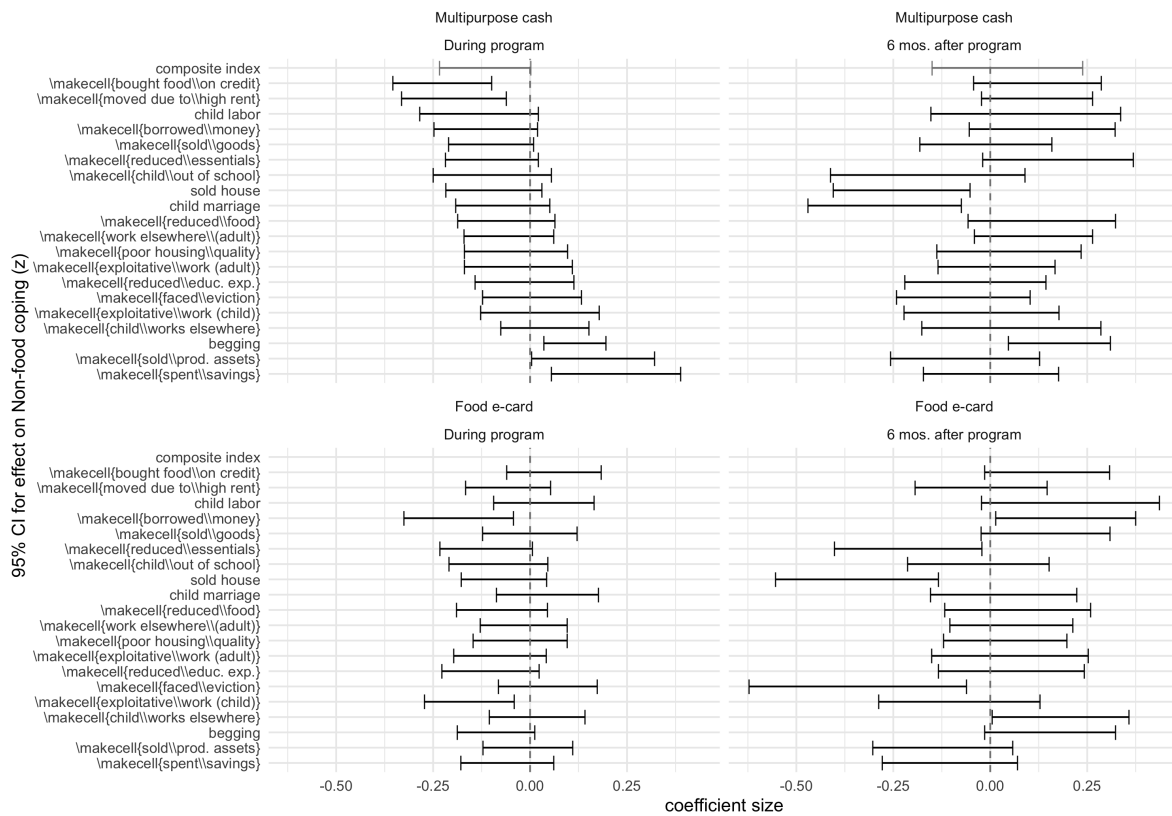 Multipurpose cash
Multipurpose cash
During program
6 mos. after program
composite index
\makecell{bought food\\on credit}
\makecell{moved due to\\high rent}
child labor
\makecell{borrowed\\money}
\makecell{sold\\goods}
\makecell{reduced\\essentials}
\makecell{child\\out of school}
sold house
child marriage
\makecell{reduced\\food}
\makecell{work elsewhere\\(adult)}
\makecell{poor housing\\quality}
\makecell{exploitative\\work (adult)}
\makecell{reduced\\educ. exp.}
\makecell{faced\\eviction}
\makecell{exploitative\\work (child)}
\makecell{child\\works elsewhere}
begging
\makecell{sold\\prod. assets}
\makecell{spent\\savings}
95% CI for effect on Non-food coping (z)
Food e-card
Food e-card
During program
6 mos. after program
composite index
\makecell{bought food\\on credit}
\makecell{moved due to\\high rent}
child labor
\makecell{borrowed\\money}
\makecell{sold\\goods}
\makecell{reduced\\essentials}
\makecell{child\\out of school}
sold house
child marriage
\makecell{reduced\\food}
\makecell{work elsewhere\\(adult)}
\makecell{poor housing\\quality}
\makecell{exploitative\\work (adult)}
\makecell{reduced\\educ. exp.}
\makecell{faced\\eviction}
\makecell{exploitative\\work (child)}
\makecell{child\\works elsewhere}
begging
\makecell{sold\\prod. assets}
\makecell{spent\\savings}
-0.50 -0.25 0.00 0.25
-0.50 -0.25 0.00 0.25
coefficient size